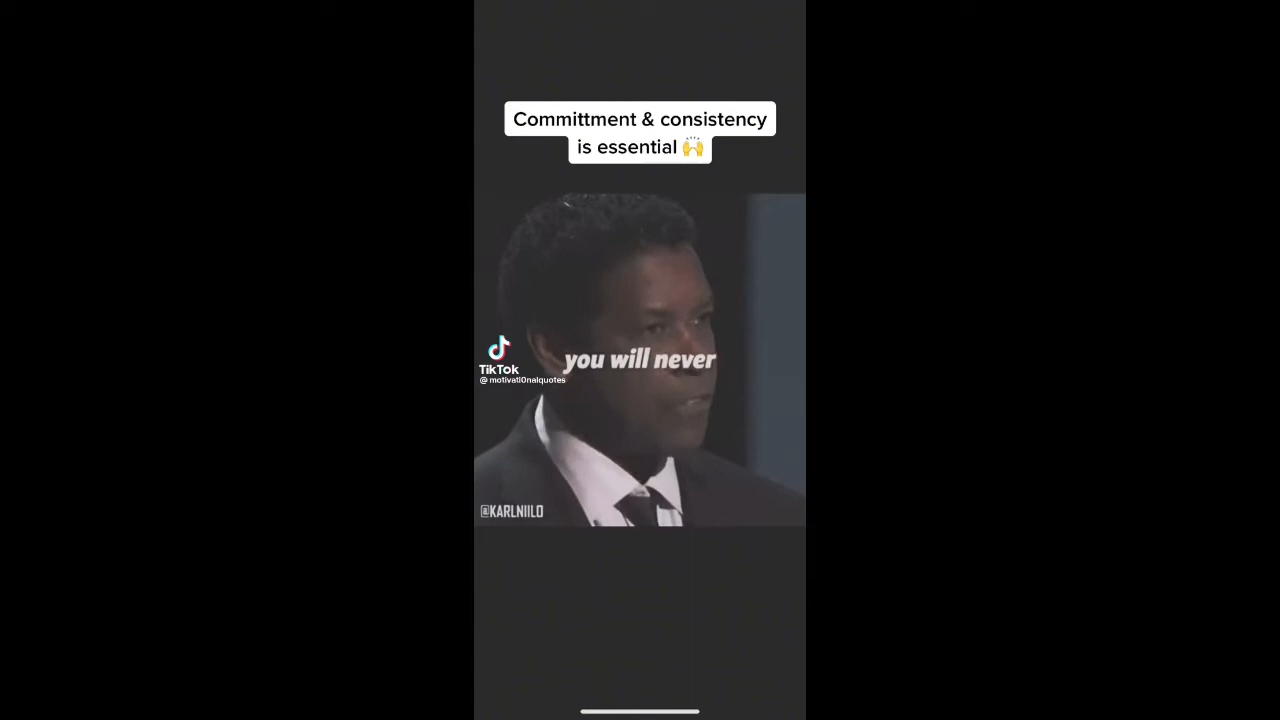 Committment & consistency
is essential 🙌
you will never
TikTok
@motivati0nalquotes
@KARLNIILO